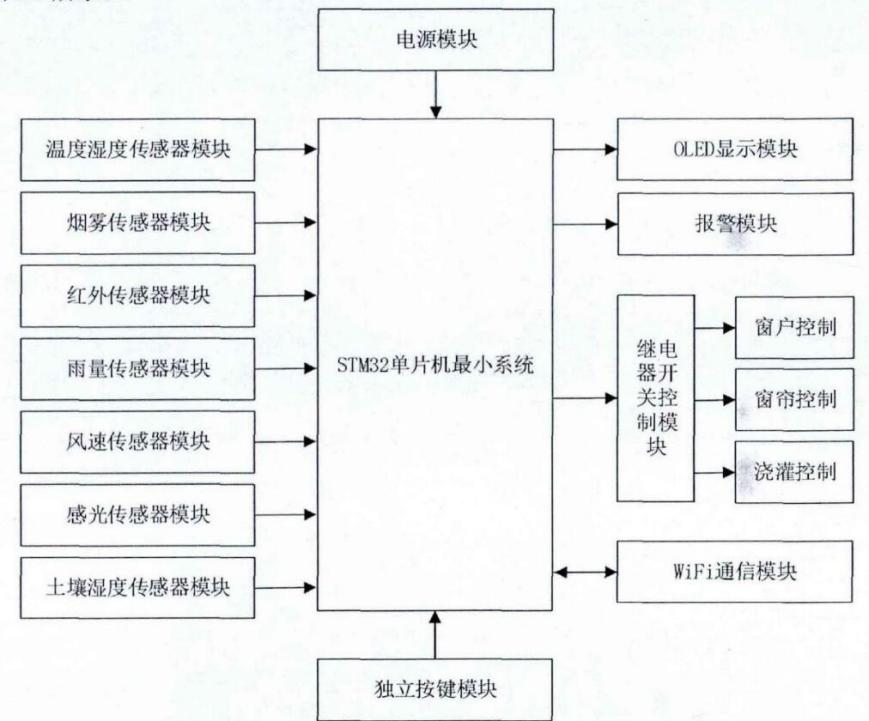 电源模块
温度湿度传感器模块
烟雾传感器模块
红外传感器模块
雨量传感器模块
风速传感器模块
感光传感器模块
土壤湿度传感器模块
STM32单片机最小系统
OLED显示模块
报警模块
继电
器开
关控
制模
块
窗户控制
窗帘控制
浇灌控制
WiFi通信模块
独立按键模块